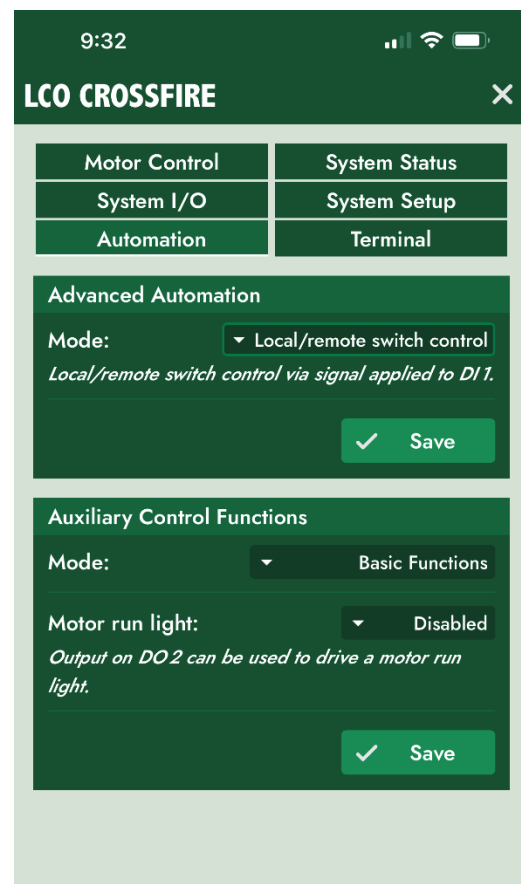 9:32
LCO CROSSFIRE
Motor Control
System Status
System I/O
System Setup
Automation
Terminal
Advanced Automation
Mode:
Local/remote switch control
Local/remote switch control via signal applied to DI 1.
Save
Auxiliary Control Functions
Mode:
Basic Functions
Motor run light:
Disabled
Output on DO 2 can be used to drive a motor run
light.
Save